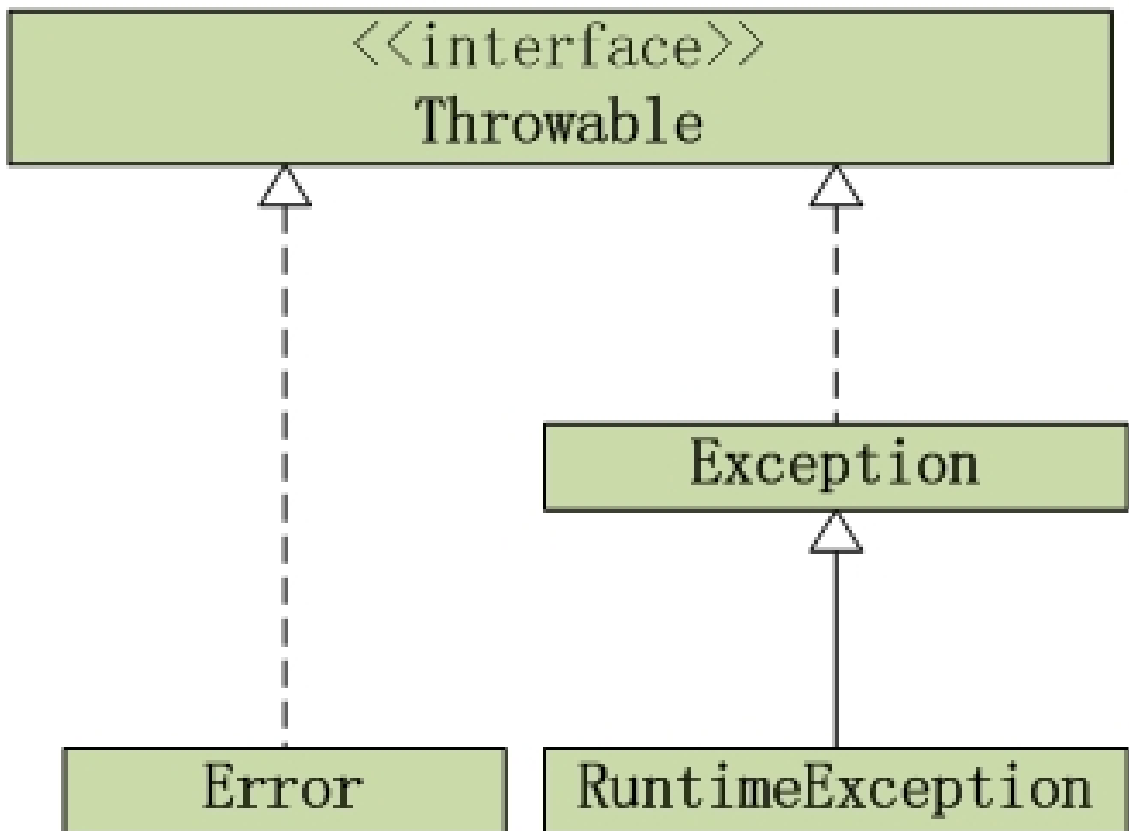 <<interface>>
Throwable
Exception
Error
RuntimeException